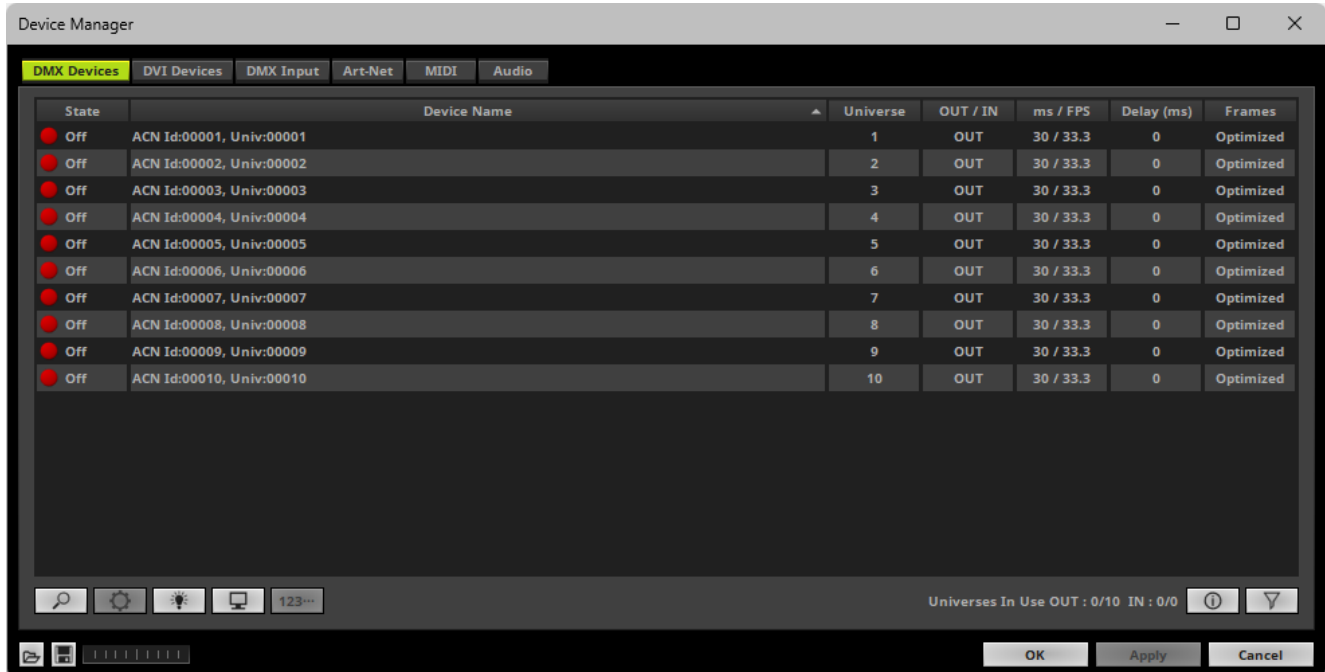 Device Manager
DMX Devices DVI Devices DMX Input Art-Net MIDI Audio
State Device Name Universe OUT / IN ms / FPS Delay (ms) Frames
Off ACN Id:00001, Univ:00001 1 OUT 30 / 33.3 0 Optimized
Off ACN Id:00002, Univ:00002 2 OUT 30 / 33.3 0 Optimized
Off ACN Id:00003, Univ:00003 3 OUT 30 / 33.3 0 Optimized
Off ACN Id:00004, Univ:00004 4 OUT 30 / 33.3 0 Optimized
Off ACN Id:00005, Univ:00005 5 OUT 30 / 33.3 0 Optimized
Off ACN Id:00006, Univ:00006 6 OUT 30 / 33.3 0 Optimized
Off ACN Id:00007, Univ:00007 7 OUT 30 / 33.3 0 Optimized
Off ACN Id:00008, Univ:00008 8 OUT 30 / 33.3 0 Optimized
Off ACN Id:00009, Univ:00009 9 OUT 30 / 33.3 0 Optimized
Off ACN Id:00010, Univ:00010 10 OUT 30 / 33.3 0 Optimized
123··· Universes In Use OUT : 0/10 IN : 0/0
OK Apply Cancel